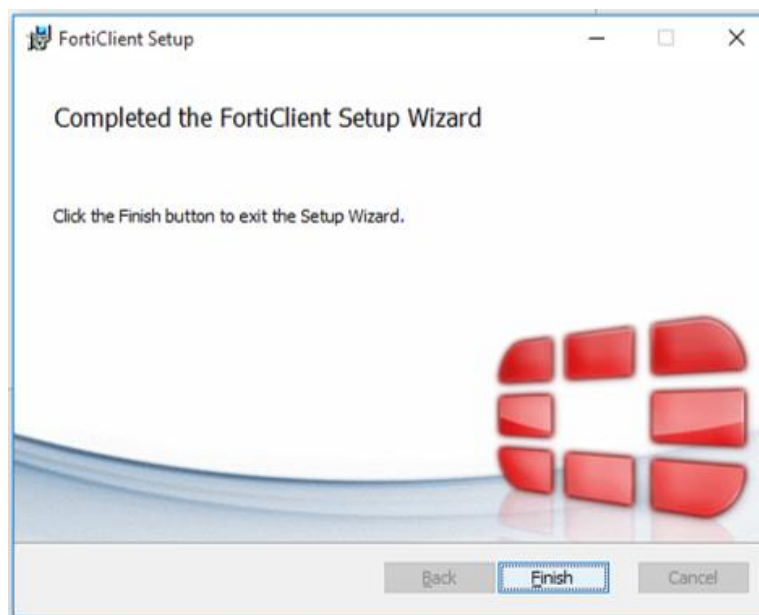 FortiClient Setup
Completed the FortiClient Setup Wizard
Click the Finish button to exit the Setup Wizard.
Back
Finish
Cancel